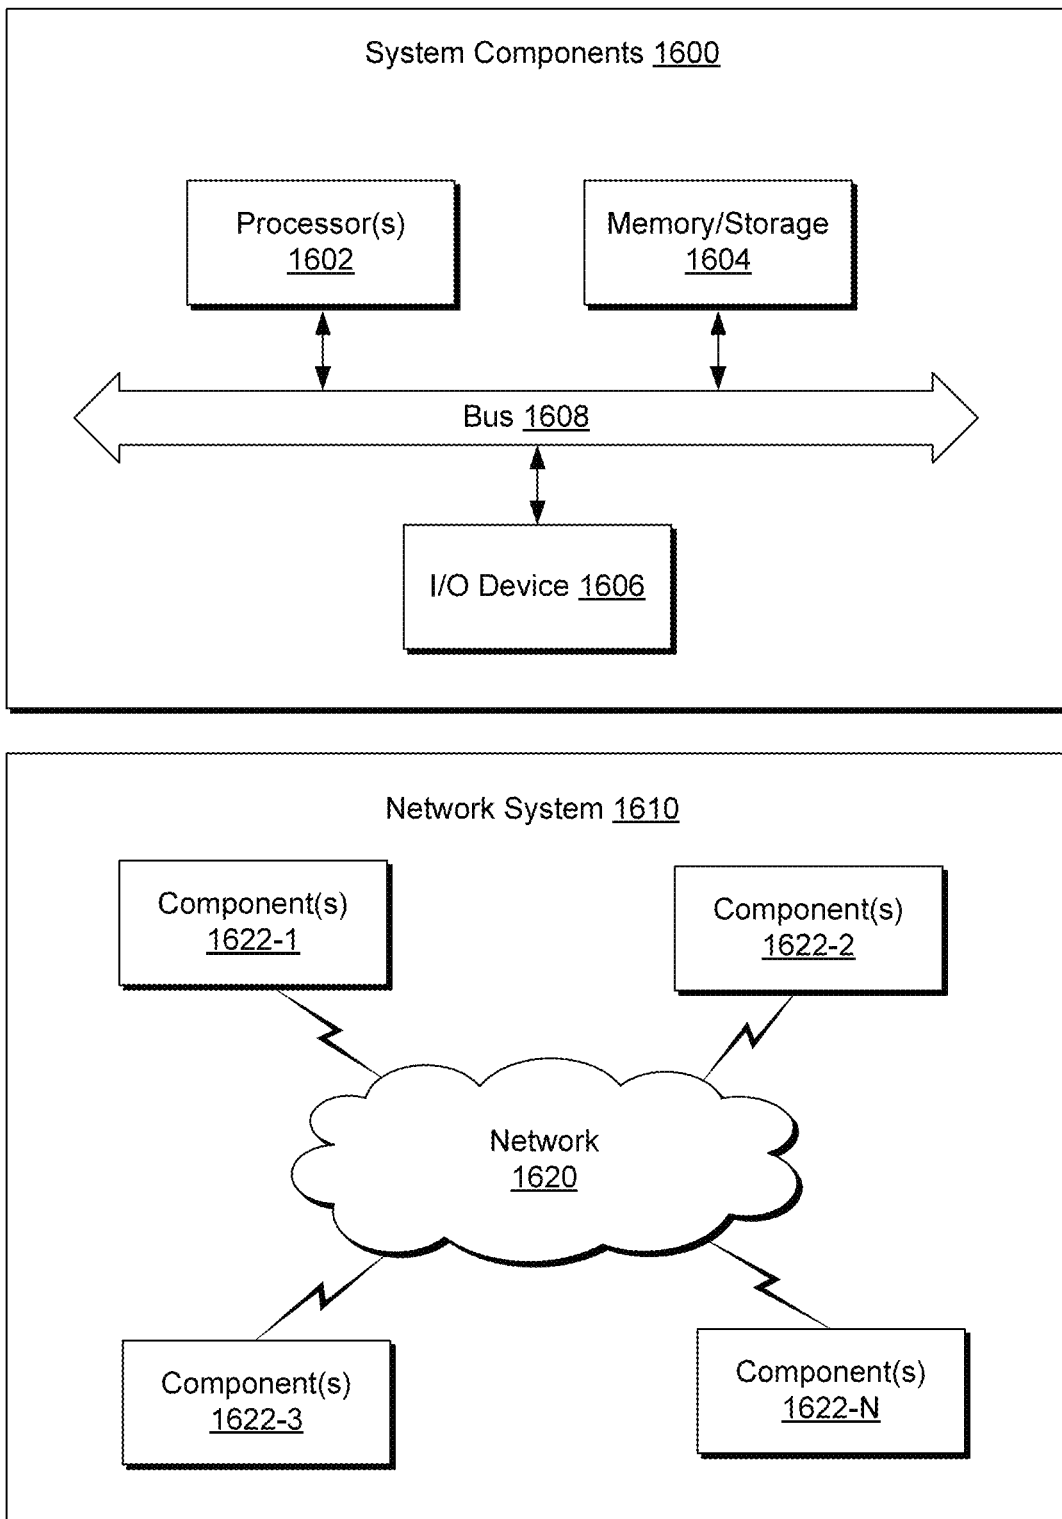 System Components 1600
Processor(s)
1602
Memory/Storage
1604
Bus 1608
I/O Device 1606
Network System 1610
Component(s)
1622-1
Component(s)
1622-2
Network
1620
Component(s)
1622-3
Component(s)
1622-N